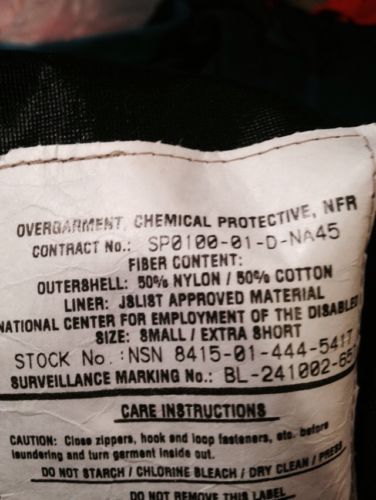 OVERGARMENT, CHEMICAL PROTECTIVE, NFR
CONTRACT No.: SP0100-01-D-NA45
FIBER CONTENT:
OUTERSHELL: 50% NYLON / 50% COTTON
LINER: JSLIST APPROVED MATERIAL
NATIONAL CENTER FOR EMPLOYMENT OF THE DISABLED
SIZE: SMALL / EXTRA SHORT
STOCK No.: NSN 8415-01-444-5417
SURVEILLANCE MARKING No.: BL-241002-65
CARE INSTRUCTIONS
CAUTION: Close zippers, hook and loop fasteners, etc. before
laundering and turn garment inside out.
DO NOT STARCH / CHLORINE BLEACH / DRY CLEAN / PRESS
DO NOT REMOVE THIS LABEL